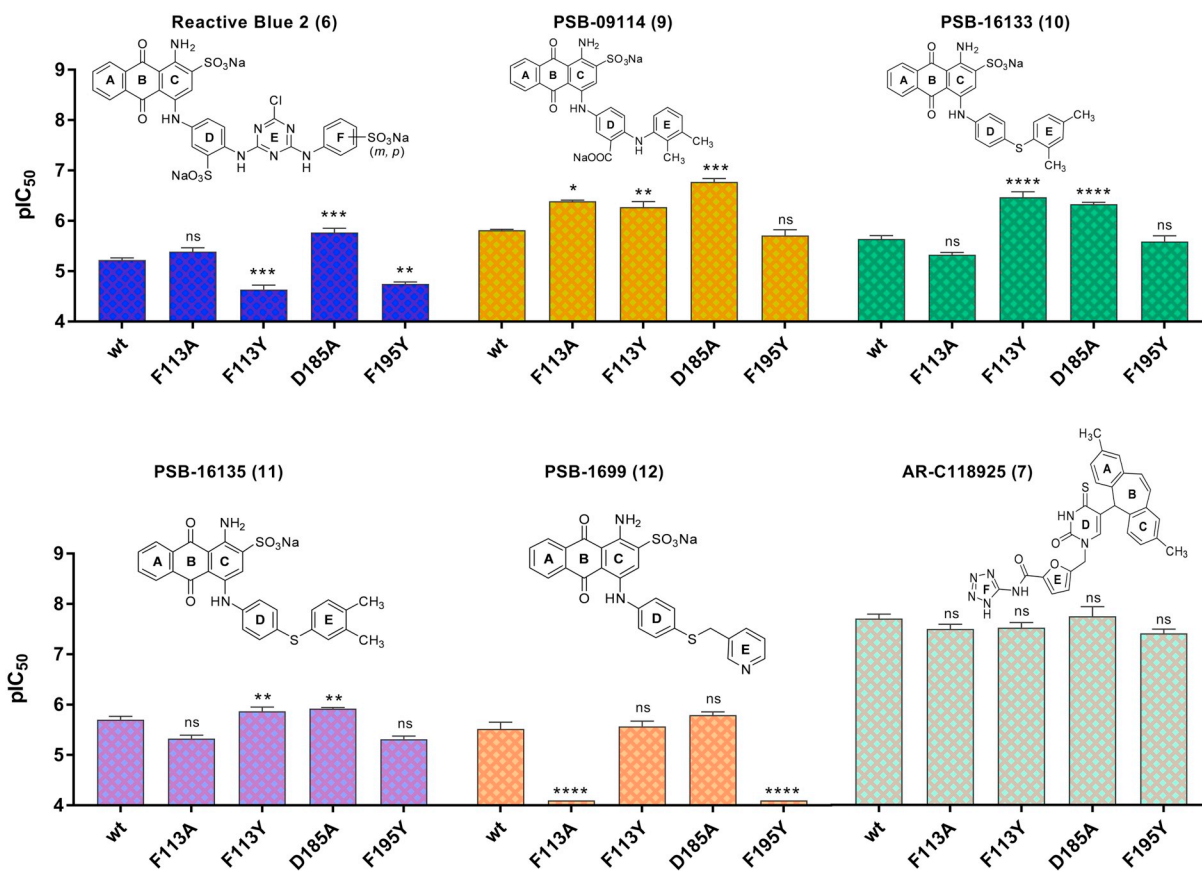 Reactive Blue 2 (6)
O NH₂
SO₃Na
A B C
O HN
Cl
D
N N
E
N
F
SO₃Na
(m, p)
NaO₃S
NH
NH
PSB-09114 (9)
O NH₂
SO₃Na
A B C
O HN
D
E
N
H
CH₃
CH₃
NaOOC
PSB-16133 (10)
O NH₂
SO₃Na
A B C
O HN
D
S
E
CH₃
CH₃
pIC₅₀
9
8
7
6
5
4
ns
***
***
**
*
**
***
ns
ns
****
****
ns
wt F113A F113Y D185A F195Y
wt F113A F113Y D185A F195Y
wt F113A F113Y D185A F195Y
PSB-16135 (11)
O NH₂
SO₃Na
A B C
O HN
D
S
E
CH₃
CH₃
PSB-1699 (12)
O NH₂
SO₃Na
A B C
O HN
D
S
E
N
AR-C118925 (7)
H₃C
A
B
C
CH₃
S
HN
D
O N
O
O
E
N N
F
N N
H
NH
pIC₅₀
9
8
7
6
5
4
ns
**
**
ns
****
ns
ns
****
ns
ns
ns
ns
wt F113A F113Y D185A F195Y
wt F113A F113Y D185A F195Y
wt F113A F113Y D185A F195Y